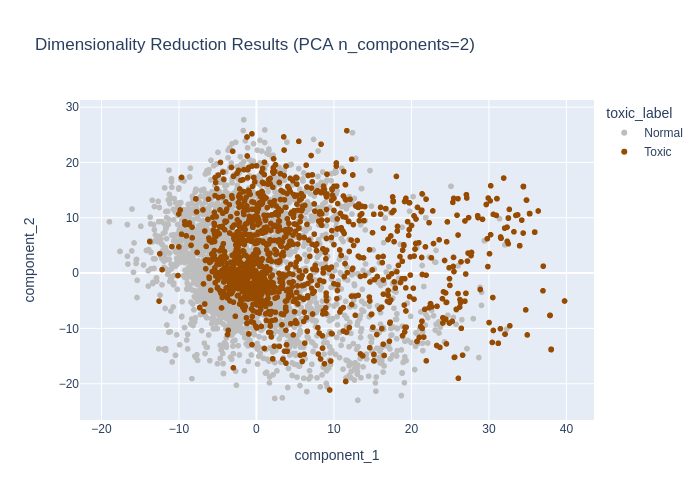 Dimensionality Reduction Results (PCA n_components=2)
toxic_label
Normal
Toxic
component_2
30
20
10
0
−10
−20
−20
−10
0
10
20
30
40
component_1